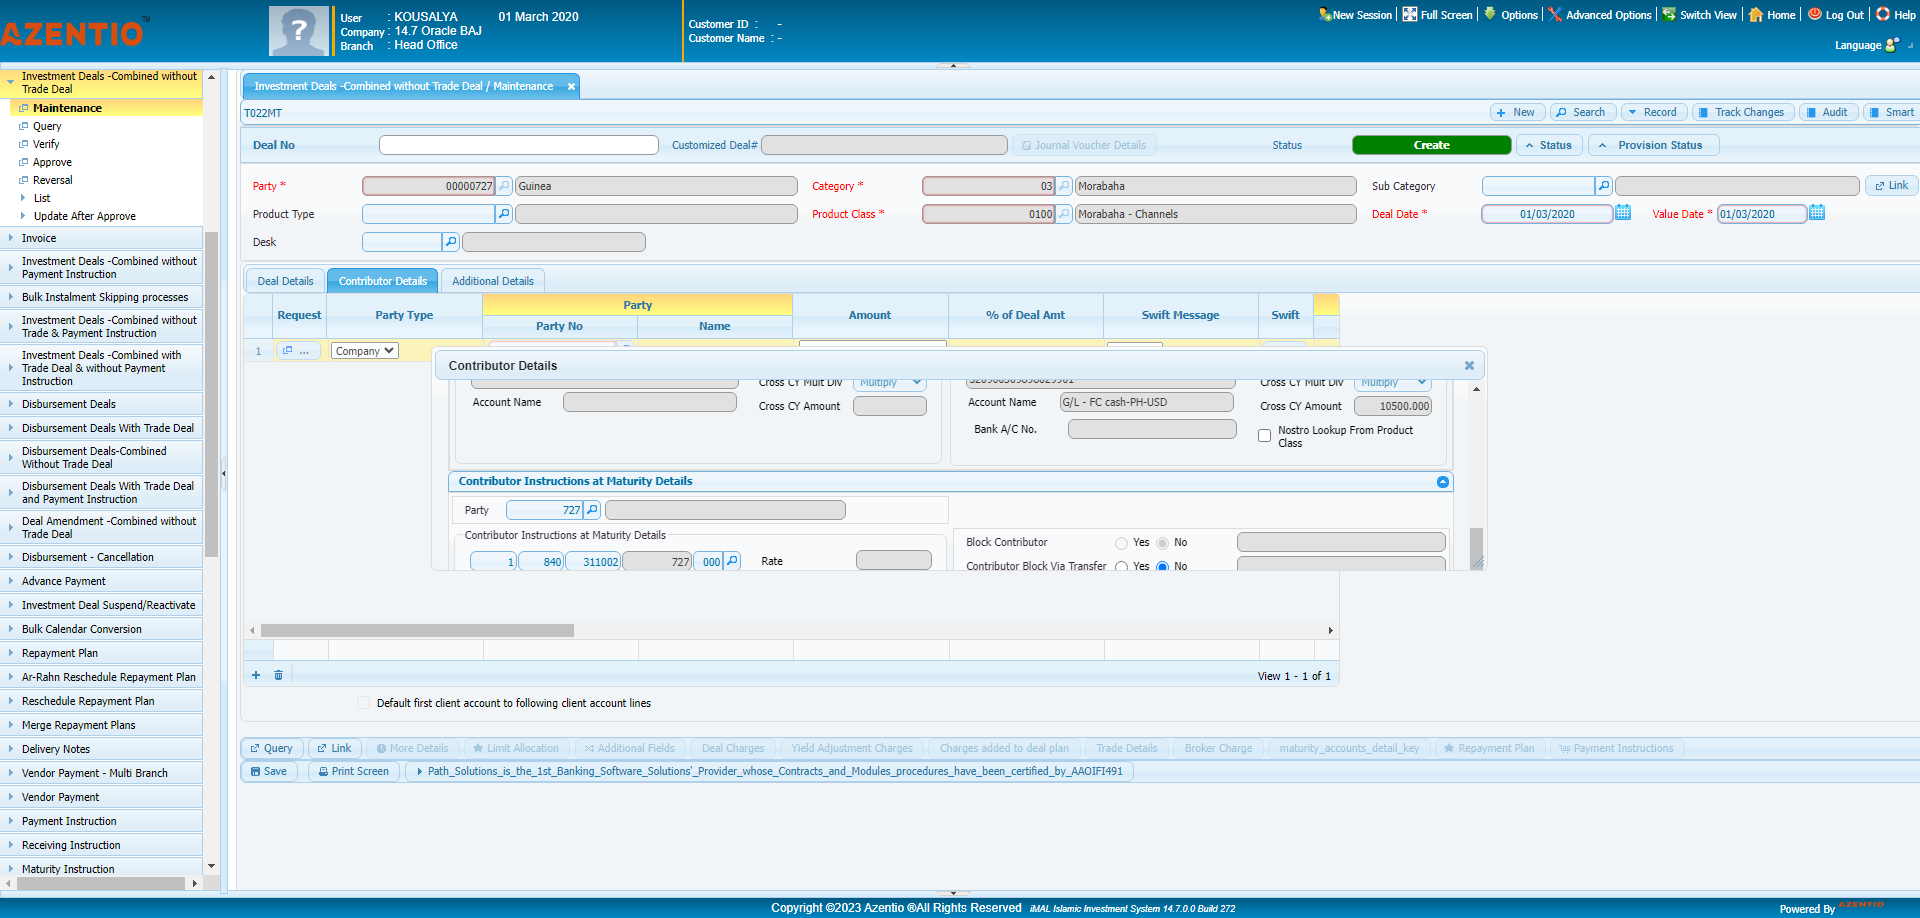 AZENTIO™
User : KOUSALYA 01 March 2020
Company : 14.7 Oracle BAJ
Branch : Head Office
Customer ID : -
Customer Name : -
New Session Full Screen Options Advanced Options Switch View Home Log Out Help
Language
Investment Deals -Combined without Trade Deal
Maintenance
Query
Verify
Approve
Reversal
List
Update After Approve
Invoice
Investment Deals -Combined without Payment Instruction
Bulk Instalment Skipping processes
Investment Deals -Combined without Trade & Payment Instruction
Investment Deals -Combined with Trade Deal & without Payment Instruction
Disbursement Deals
Disbursement Deals With Trade Deal
Disbursement Deals-Combined Without Trade Deal
Disbursement Deals With Trade Deal and Payment Instruction
Deal Amendment -Combined without Trade Deal
Disbursement - Cancellation
Advance Payment
Investment Deal Suspend/Reactivate
Bulk Calendar Conversion
Repayment Plan
Ar-Rahn Reschedule Repayment Plan
Reschedule Repayment Plan
Merge Repayment Plans
Delivery Notes
Vendor Payment - Multi Branch
Vendor Payment
Payment Instruction
Receiving Instruction
Maturity Instruction
Investment Deals -Combined without Trade Deal / Maintenance
T022MT
New Search Record Track Changes Audit Smart
Deal No Customized Deal# Journal Voucher Details Status Create Status Provision Status
Party * 00000727 Guinea Category * 03 Morabaha Sub Category Link
Product Type Product Class * 0100 Morabaha - Channels Deal Date * 01/03/2020 Value Date * 01/03/2020
Desk
Deal Details Contributor Details Additional Details
Request Party Type Party Amount % of Deal Amt Swift Message Swift
Party No Name
1 ... Company
Contributor Details
Cross CY Mult Div Multiply Cross CY Mult Div Multiply
Account Name Cross CY Amount Account Name G/L - FC cash-PH-USD Cross CY Amount 10500.000
Bank A/C No. Nostro Lookup From Product Class
Contributor Instructions at Maturity Details
Party 727
Contributor Instructions at Maturity Details Block Contributor Yes No
1 840 311002 727 000 Rate Contributor Block Via Transfer Yes No
View 1 - 1 of 1
Default first client account to following client account lines
Query Link More Details Limit Allocation Additional Fields Deal Charges Yield Adjustment Charges Charges added to deal plan Trade Details Broker Charge maturity_accounts_detail_key Repayment Plan Payment Instructions
Save Print Screen Path_Solutions_is_the_1st_Banking_Software_Solutions'_Provider_whose_Contracts_and_Modules_procedures_have_been_certified_by_AAOIFI491
Copyright ©2023 Azentio ®All Rights Reserved iMAL Islamic Investment System 14.7.0.0 Build 272
Powered By AZENTIO